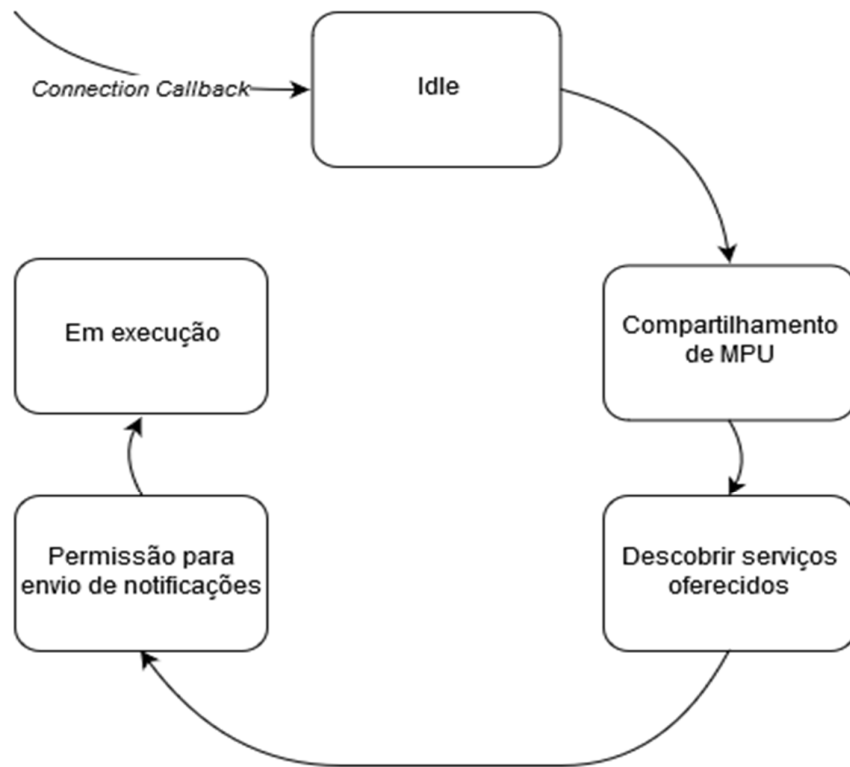 Connection Callback
Idle
Compartilhamento
de MPU
Descobrir serviços
oferecidos
Permissão para
envio de notificações
Em execução